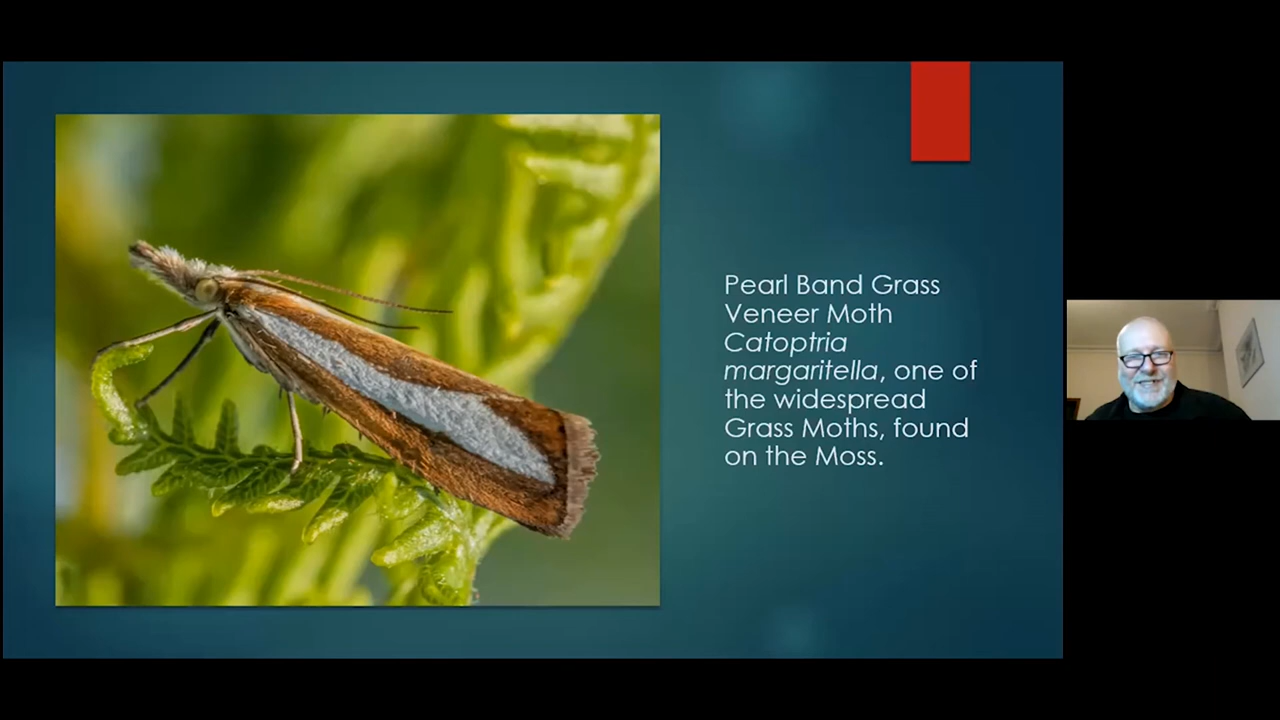 Pearl Band Grass
Veneer Moth
Catoptria
margaritella, one of
the widespread
Grass Moths, found
on the Moss.